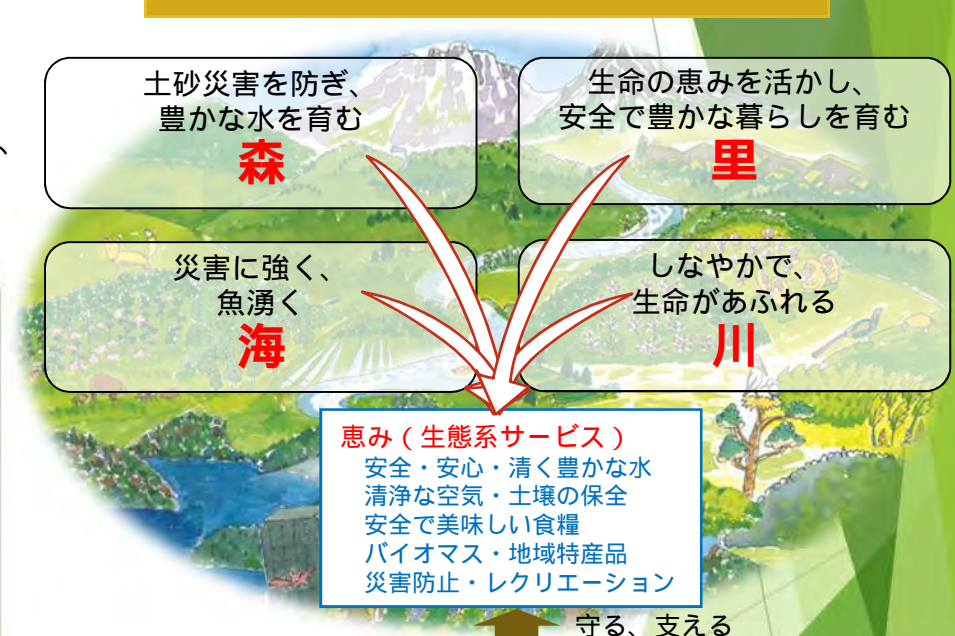 土砂災害を防ぎ、
豊かな水を育む
森
生命の恵みを活かし、
安全で豊かな暮らしを育む
里
、
災害に強く、
魚湧く
海
しなやかで、
生命があふれる
川
恵み（生態系サービス）
安全・安心・清く豊かな水
清浄な空気・土壌の保全
安全で美味しい食糧
バイオマス・地域特産品
災害防止・レクリエーション
守る、支える